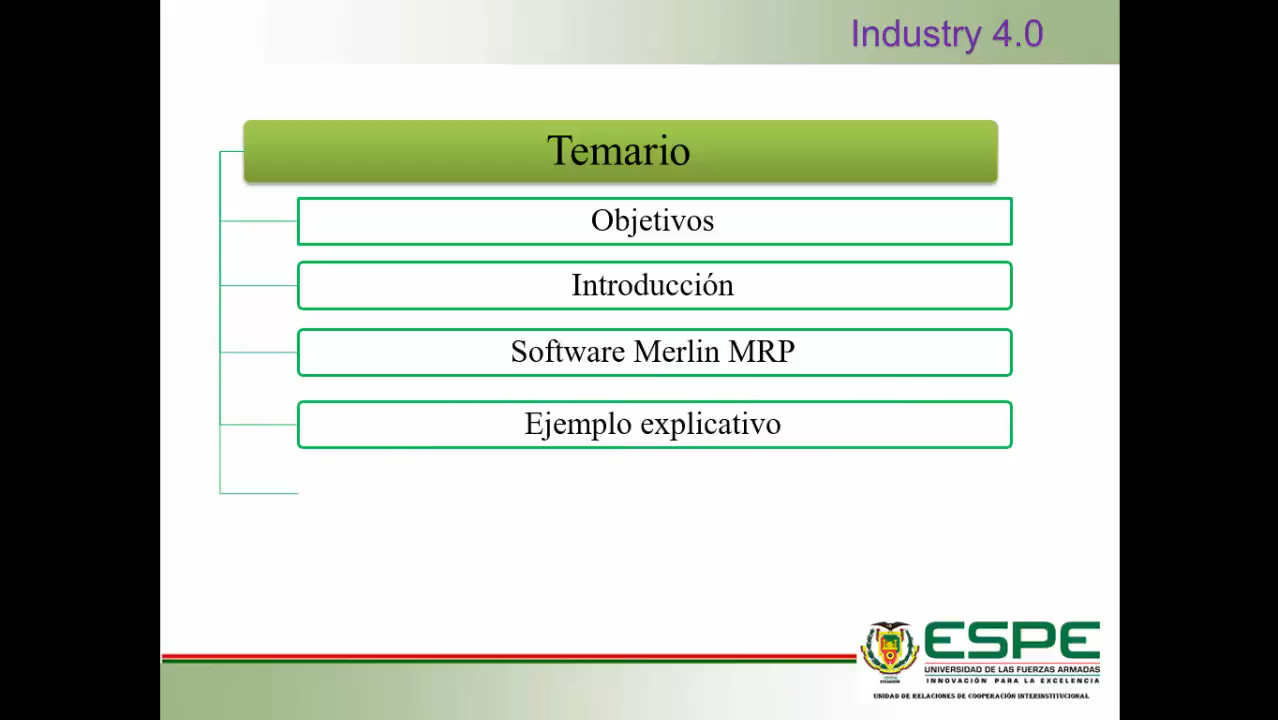 Industry 4.0
Temario
Objetivos
Introducción
Software Merlin MRP
Ejemplo explicativo
ESPE
UNIVERSIDAD DE LAS FUERZAS ARMADAS
INNOVACIÓN PARA LA EXCELENCIA
ECUADOR
UNIDAD DE RELACIONES DE COOPERACIÓN INTERINSTITUCIONAL